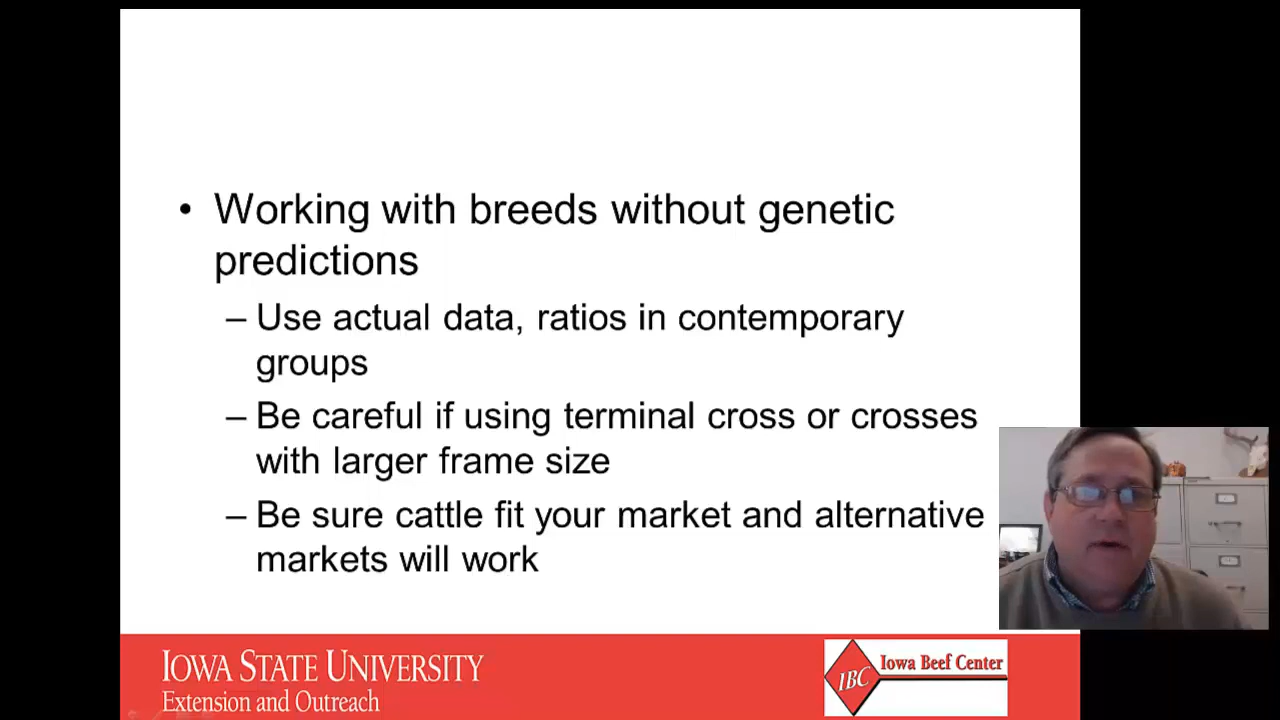 • Working with breeds without genetic
predictions
– Use actual data, ratios in contemporary
groups
– Be careful if using terminal cross or crosses
with larger frame size
– Be sure cattle fit your market and alternative
markets will work
IOWA STATE UNIVERSITY
Extension and Outreach
IBC
Iowa Beef Center